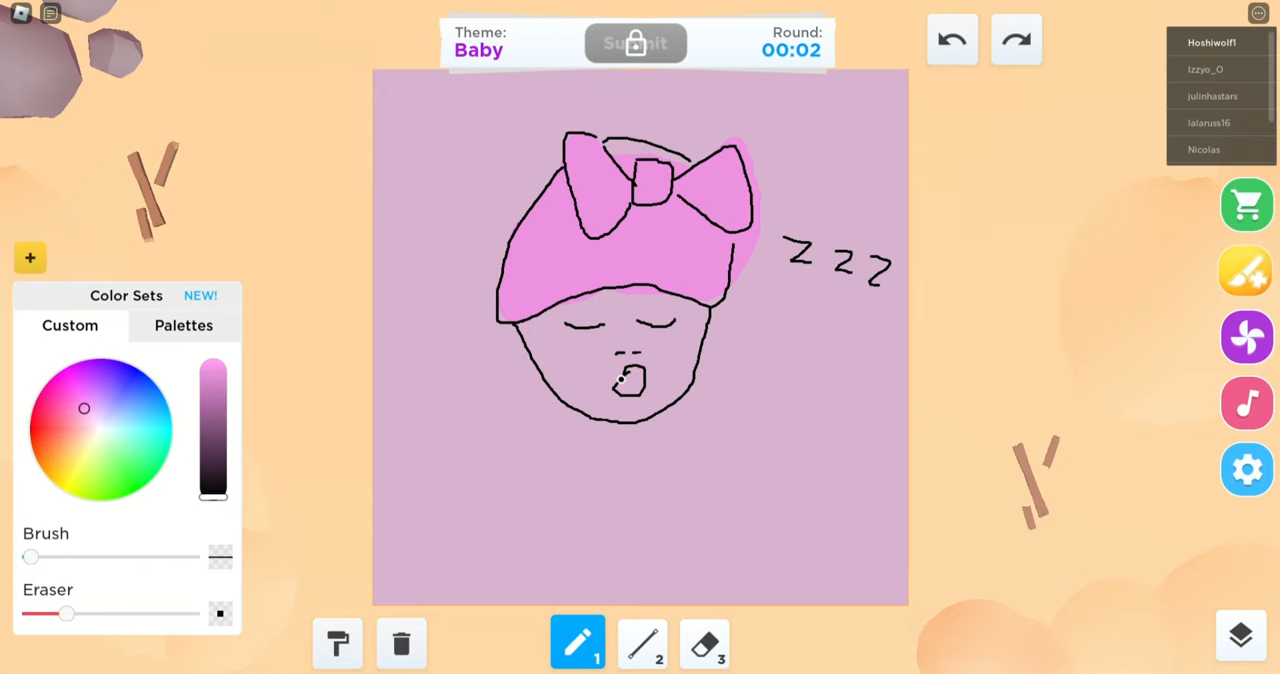 Theme:
Baby
Submit
Round:
00:02
Hoshiwolf1
Izzyo_O
julinhastars
lalaruss16
Nicolas
z z z
+
Color Sets NEW!
Custom Palettes
Brush
Eraser
1 2 3